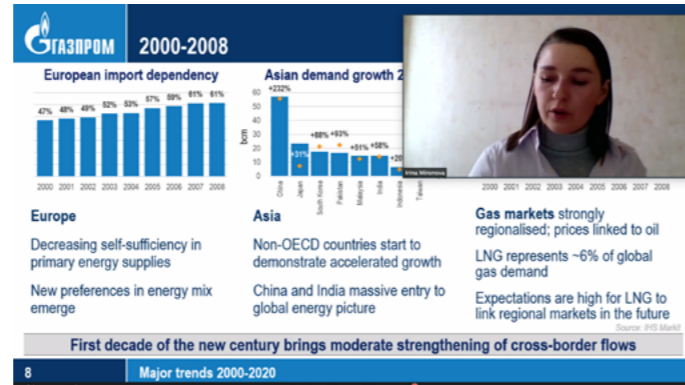 ГАЗПРОМ
2000-2008
European import dependency
47% 48% 49% 52% 53% 57% 59% 61% 61%
2000 2001 2002 2003 2004 2005 2006 2007 2008
Asian demand growth 2
60
50
40
30
20
10
0
bcm
+232%
+31%
+88%
+93%
+51%
+58%
+20
China
Japan
South Korea
Pakistan
Malaysia
India
Indonesia
Taiwan
Irina Mironova
2000 2001 2002 2003 2004 2005 2006 2007 2008
Europe
Decreasing self-sufficiency in
primary energy supplies
New preferences in energy mix
emerge
Asia
Non-OECD countries start to
demonstrate accelerated growth
China and India massive entry to
global energy picture
Gas markets strongly
regionalised; prices linked to oil
LNG represents ~6% of global
gas demand
Expectations are high for LNG to
link regional markets in the future
Source: IHS Markit
First decade of the new century brings moderate strengthening of cross-border flows
8
Major trends 2000-2020